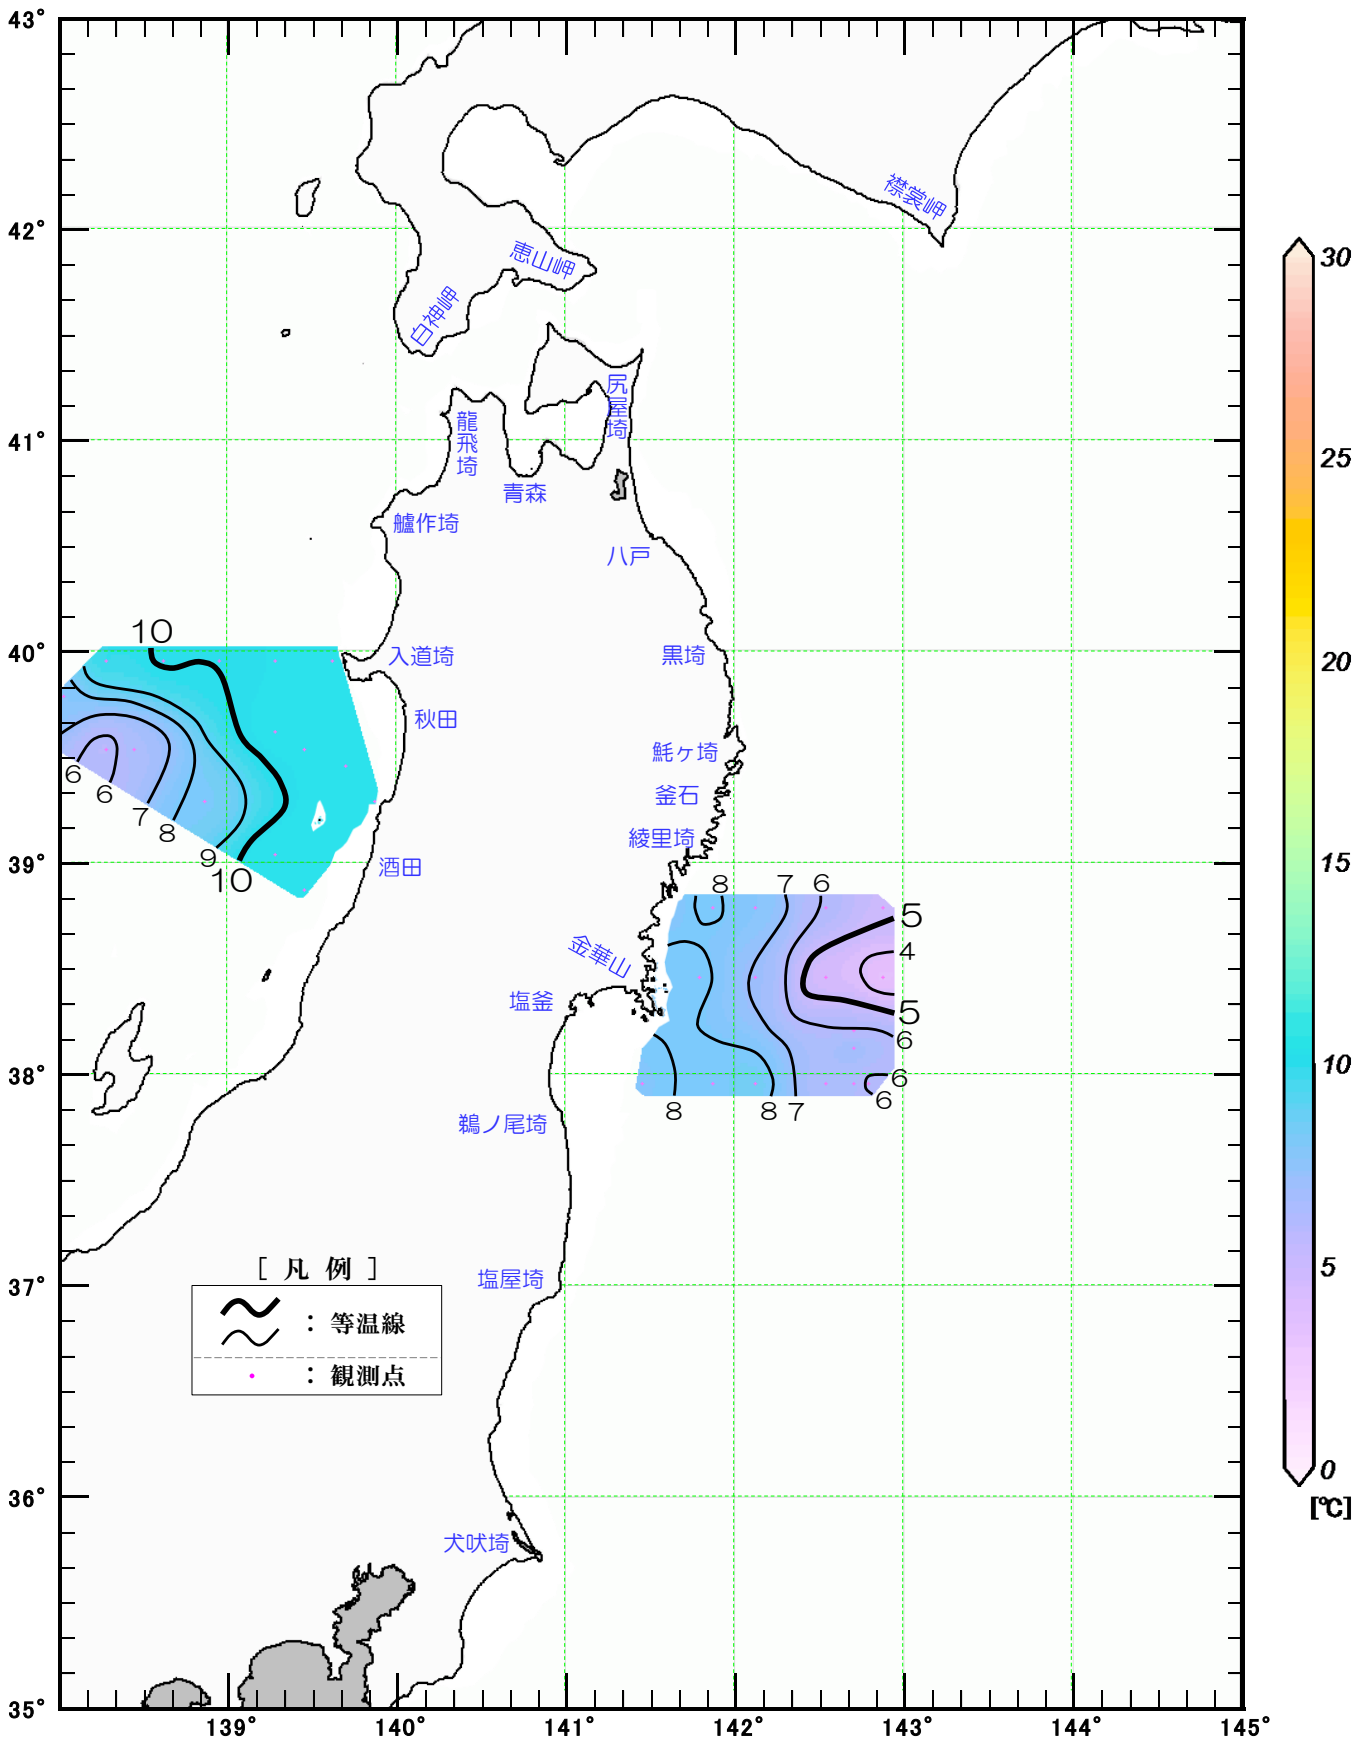 43°
42°
41°
40°
39°
38°
37°
36°
35°
139°
140°
141°
142°
143°
144°
145°
襟裳岬
恵山岬
白神岬
尻屋埼
龍飛埼
青森
艫作埼
八戸
入道埼
黒埼
秋田
魹ヶ埼
釜石
綾里埼
酒田
金華山
塩釜
鵜ノ尾埼
塩屋埼
犬吠埼
10
6
6
7
8
9
10
8
7
6
5
4
5
6
6
6
8
8
7
[ 凡 例 ]
: 等温線
: 観測点
30
25
20
15
10
5
0
[℃]